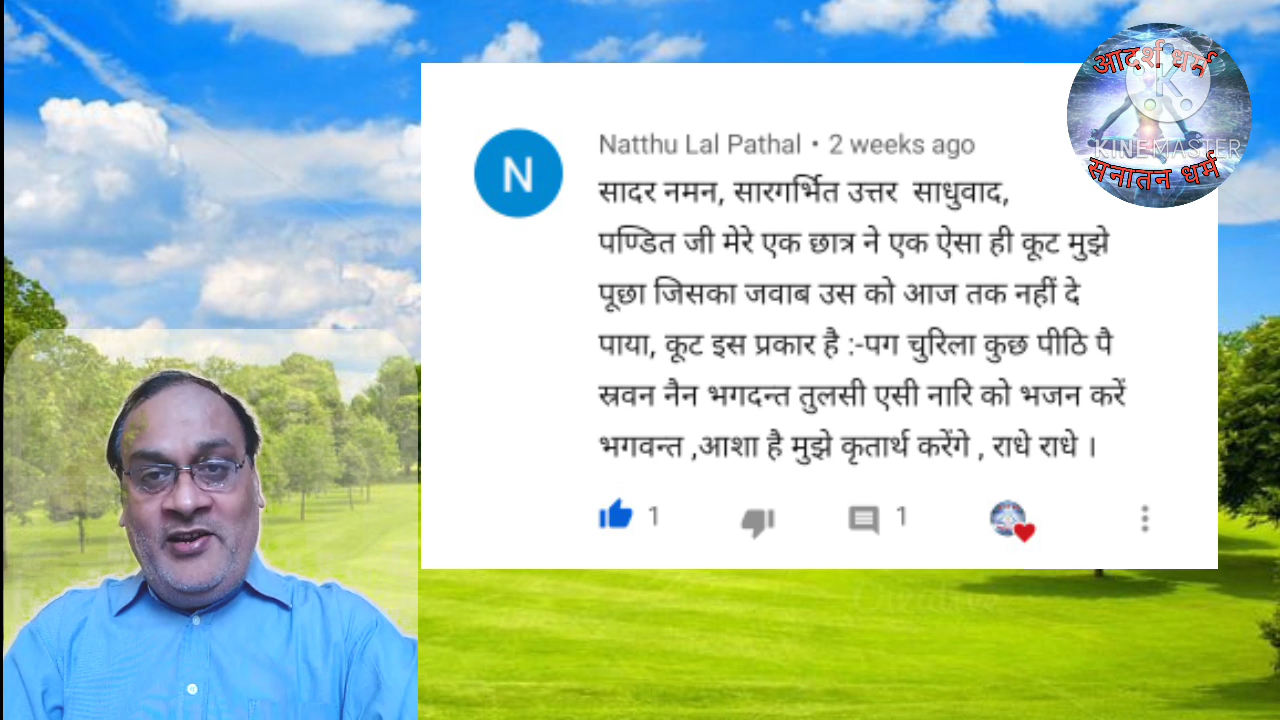 आदर्श धर्म
K
KINEMASTER
सनातन धर्म
N
Natthu Lal Pathal • 2 weeks ago
सादर नमन, सारगर्भित उत्तर साधुवाद,
पण्डित जी मेरे एक छात्र ने एक ऐसा ही कूट मुझे
पूछा जिसका जवाब उस को आज तक नहीं दे
पाया, कूट इस प्रकार है :-पग चुरिला कुछ पीठि पै
स्रवन नैन भगदन्त तुलसी एसी नारि को भजन करें
भगवन्त ,आशा है मुझे कृतार्थ करेंगे , राधे राधे ।
1
1
Creative